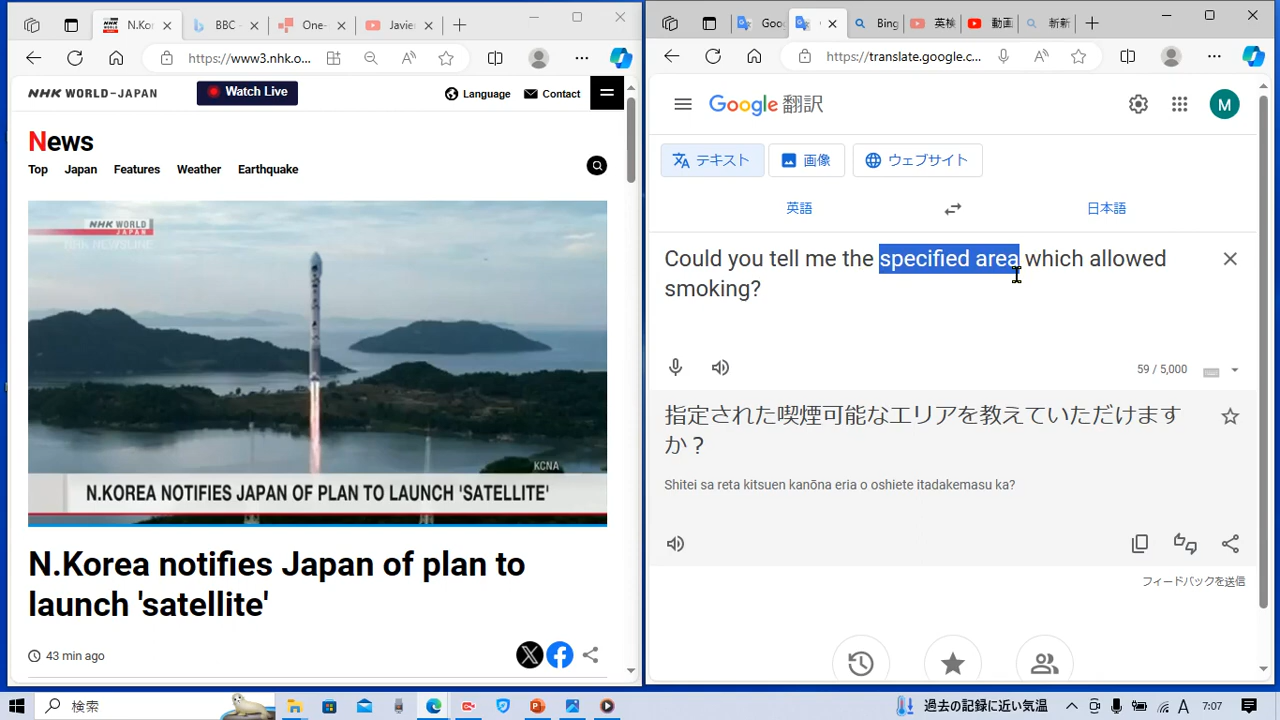 N.Ko
BBC -
One-
Javie
https://www3.nhk.o...
NHK WORLD-JAPAN
Watch Live
Language
Contact
News
Top
Japan
Features
Weather
Earthquake
NHK WORLD
JAPAN
NHK NEWSLINE
KCNA
N.KOREA NOTIFIES JAPAN OF PLAN TO LAUNCH 'SATELLITE'
N.Korea notifies Japan of plan to
launch 'satellite'
43 min ago
Goo
Bing
英検
動画
斬新
https://translate.google.c...
Google 翻訳
M
テキスト
画像
ウェブサイト
英語
日本語
Could you tell me the specified area which allowed
smoking?
59 / 5,000
指定された喫煙可能なエリアを教えていただけます
か？
Shitei sa reta kitsuen kanōna eria o oshiete itadakemasu ka?
フィードバックを送信
検索
過去の記録に近い気温
A
7:07